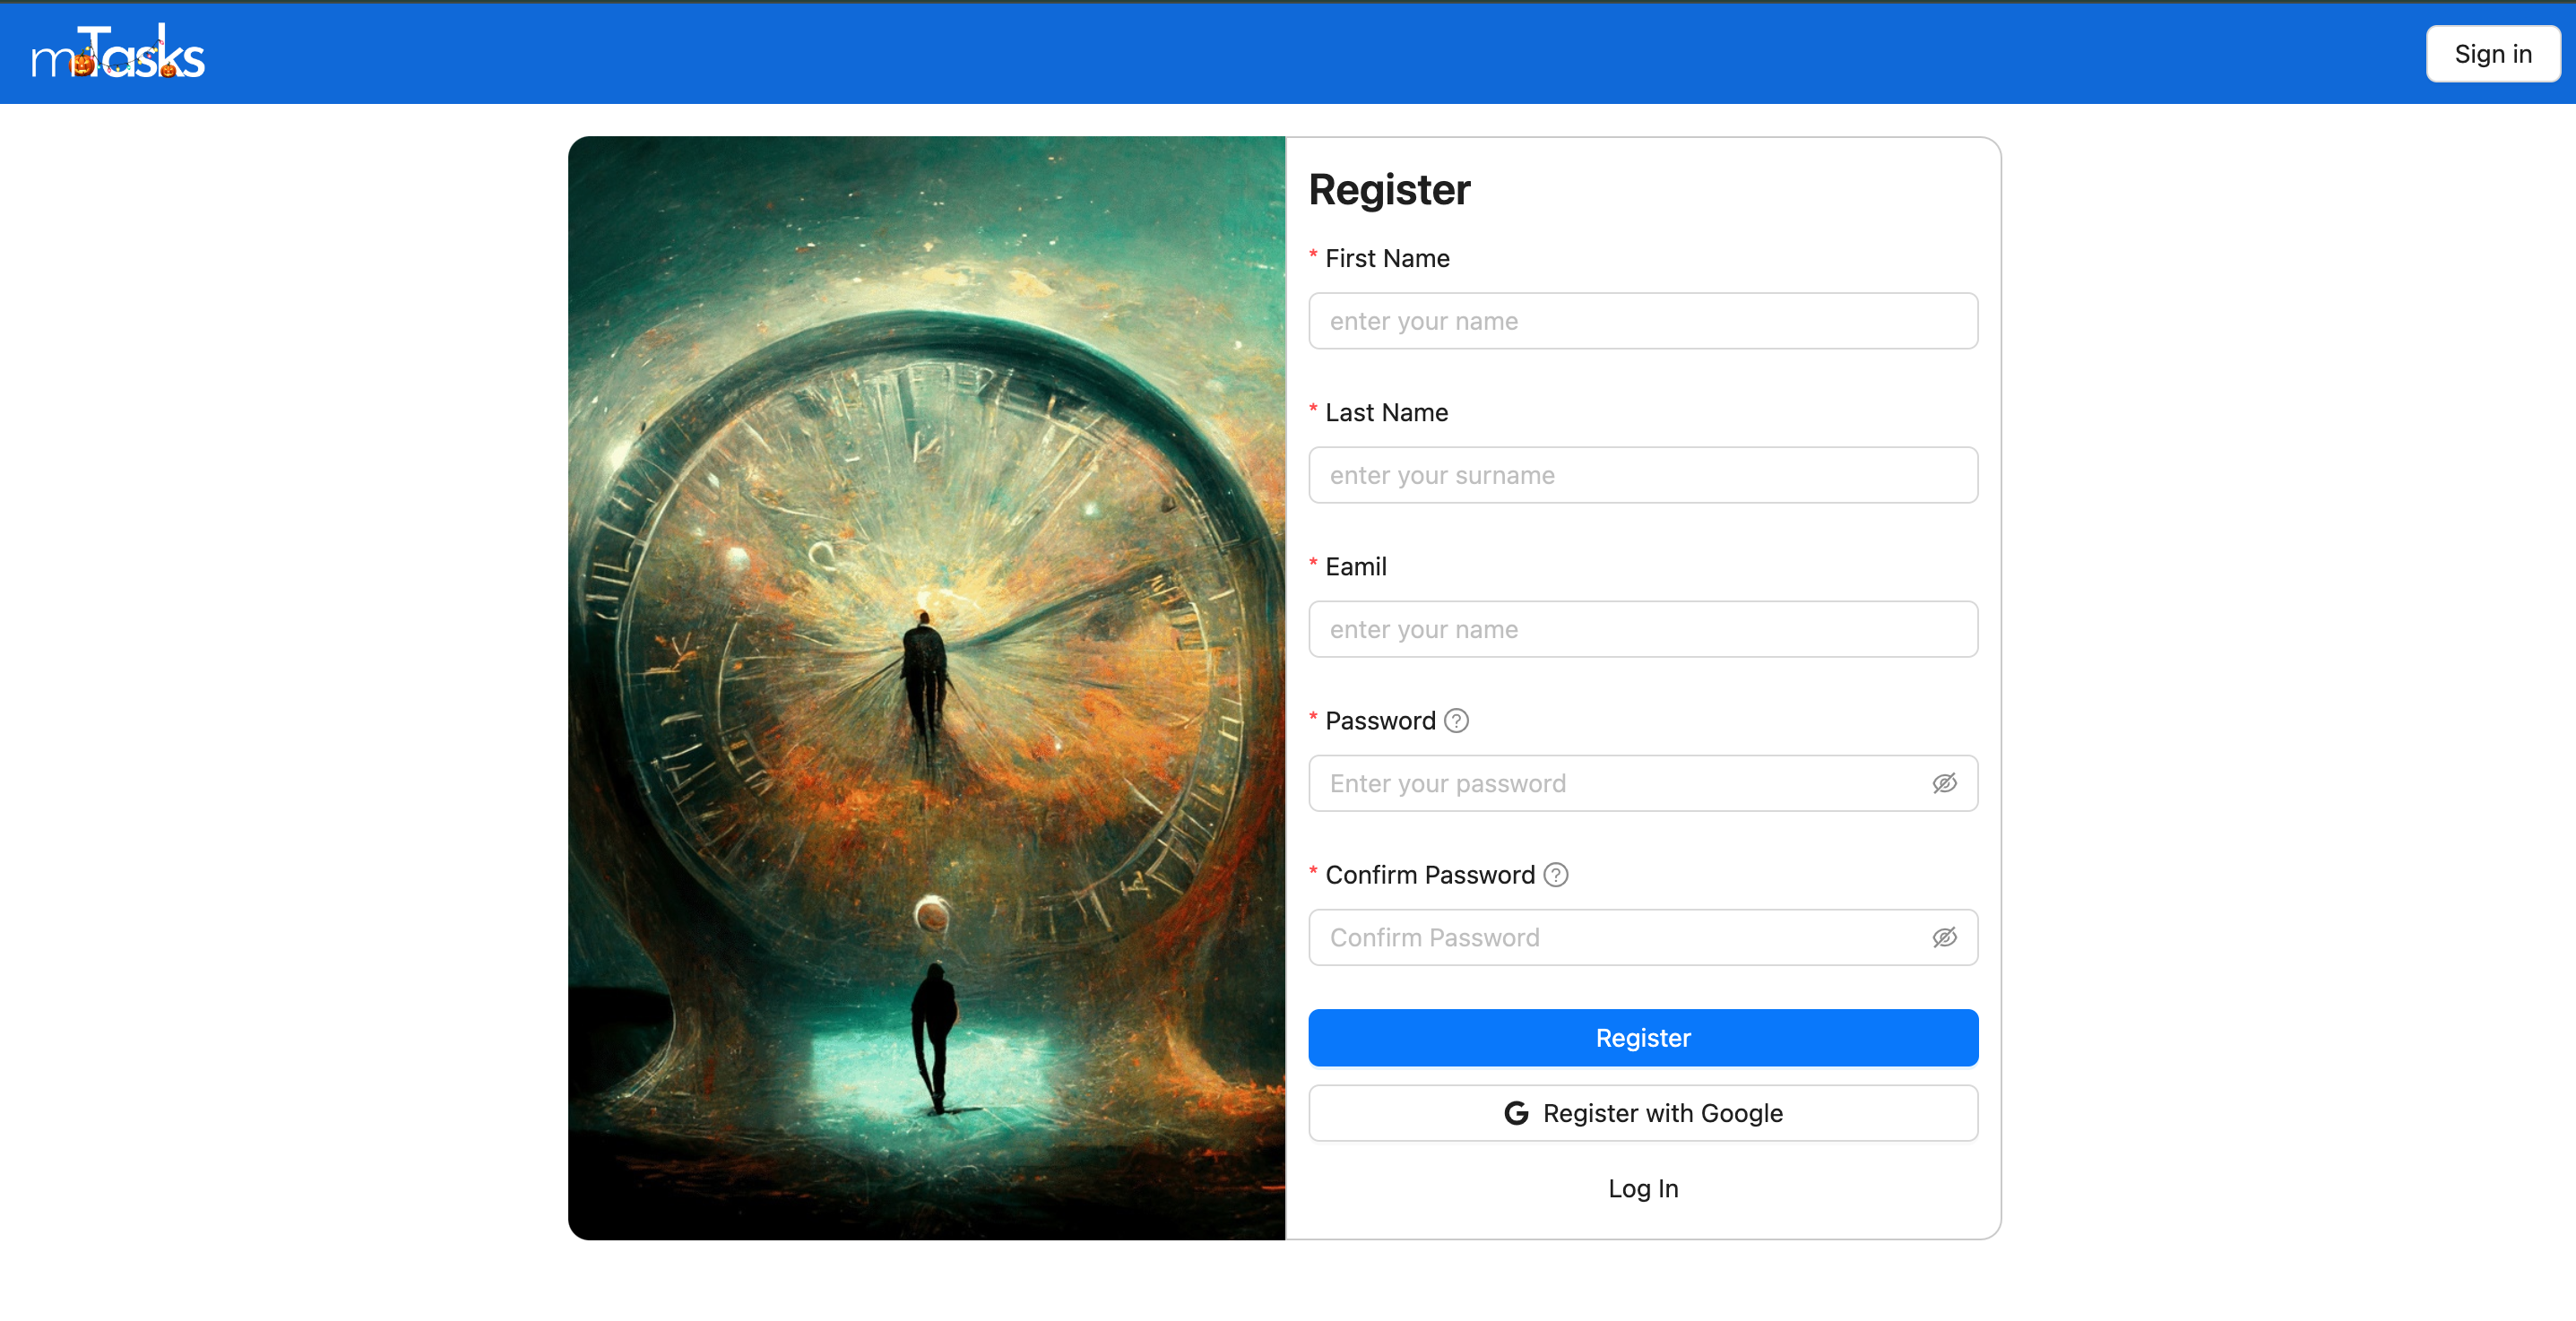 mTasks
Sign in
Register
* First Name
enter your name
* Last Name
enter your surname
* Eamil
enter your name
* Password
Enter your password
* Confirm Password
Confirm Password
Register
Register with Google
Log In